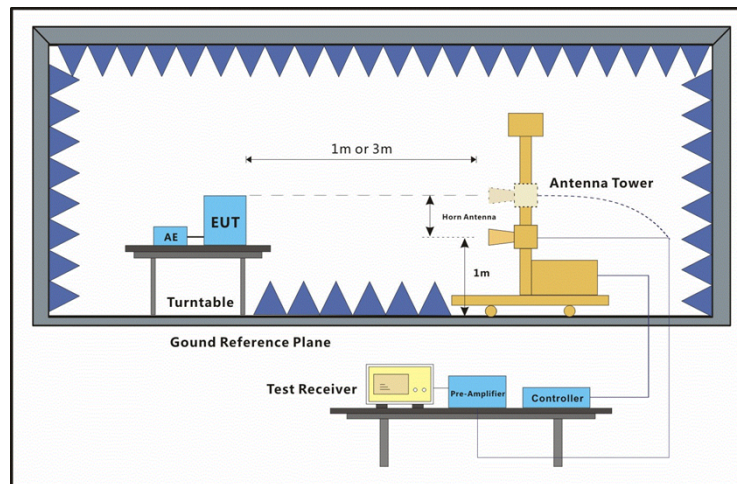 1m or 3m
Antenna Tower
Horn Antenna
EUT
AE
1m
Turntable
Gound Reference Plane
Test Receiver
Pre-Amplifier
Controller